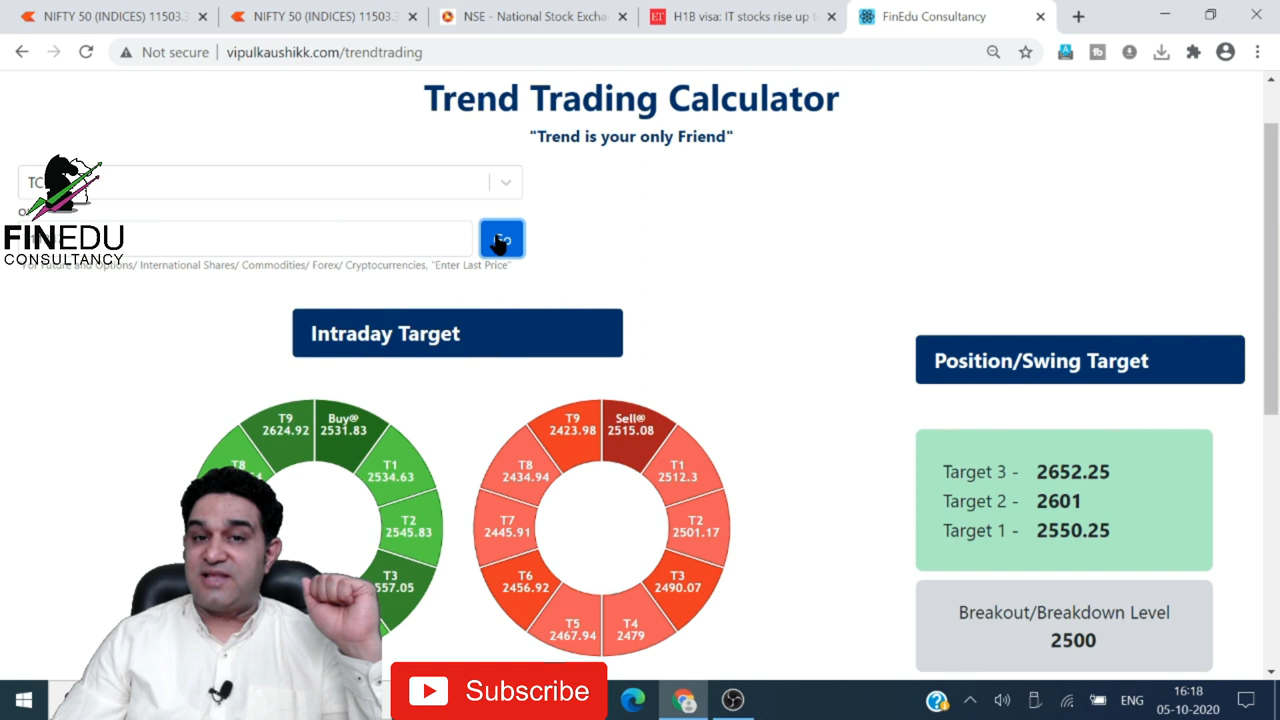 NIFTY 50 (INDICES) 11503.
NIFTY 50 (INDICES) 11503.
NSE - National Stock Excha
ET
H1B visa: IT stocks rise up t
FinEdu Consultancy
Not secure
vipulkaushikk.com/trendtrading
Trend Trading Calculator
"Trend is your only Friend"
TC
FINEDU
CONSULTANCY
For Future and Options/ International Shares/ Commodities/ Forex/ Cryptocurrencies, "Enter Last Price"
Intraday Target
Position/Swing Target
T9
2624.92
Buy@
2531.83
T1
2534.63
T2
2545.83
T3
T8
T9
2423.98
Sell@
2515.08
T1
2512.3
T2
2501.17
T3
2490.07
T4
2479
T5
2467.94
T6
2456.92
T7
2445.91
T8
2434.94
Target 3 - 2652.25
Target 2 - 2601
Target 1 - 2550.25
Breakout/Breakdown Level
2500
Subscribe
ENG
16:18
05-10-2020